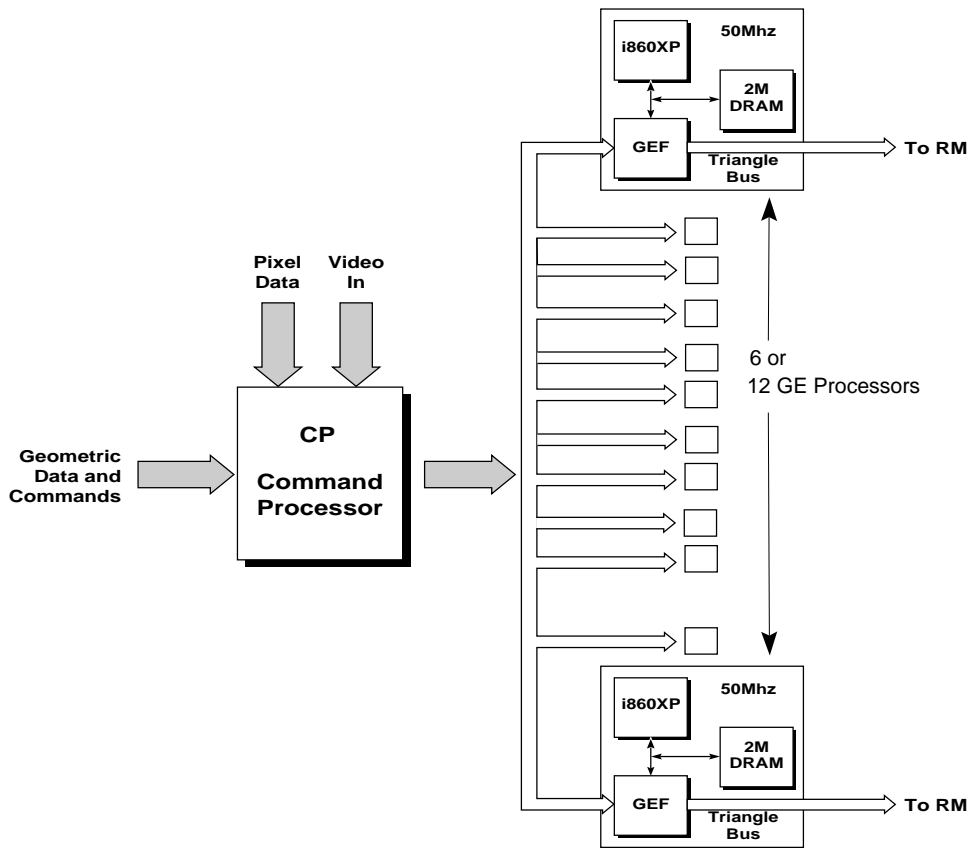 i860XP
50Mhz
2M
DRAM
GEF
Triangle
Bus
To RM
Pixel
Data
Video
In
6 or
12 GE Processors
CP
Command
Processor
Geometric
Data and
Commands
i860XP
50Mhz
2M
DRAM
GEF
Triangle
Bus
To RM